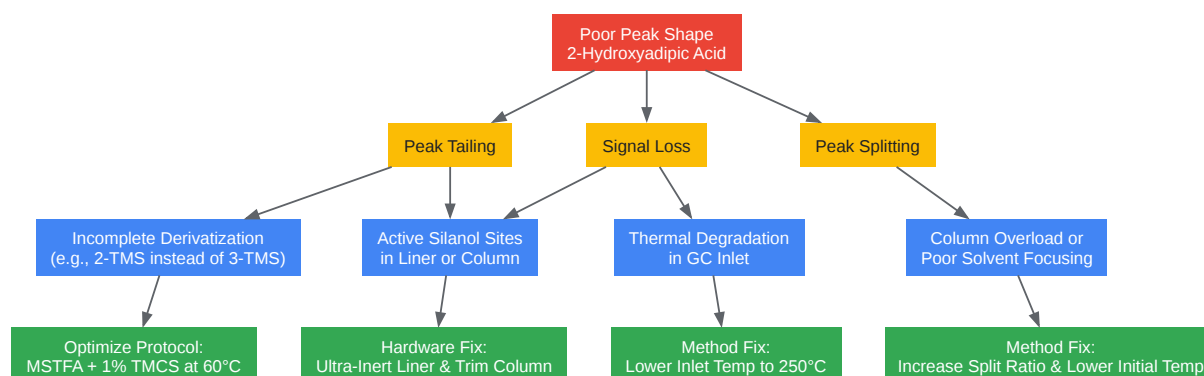 Poor Peak Shape
2-Hydroxyadipic Acid
Peak Tailing
Signal Loss
Peak Splitting
Incomplete Derivatization
(e.g., 2-TMS instead of 3-TMS)
Active Silanol Sites
in Liner or Column
Thermal Degradation
in GC Inlet
Column Overload or
Poor Solvent Focusing
Optimize Protocol:
MSTFA + 1% TMCS at 60°C
Hardware Fix:
Ultra-Inert Liner & Trim Column
Method Fix:
Lower Inlet Temp to 250°C
Method Fix:
Increase Split Ratio & Lower Initial Temp